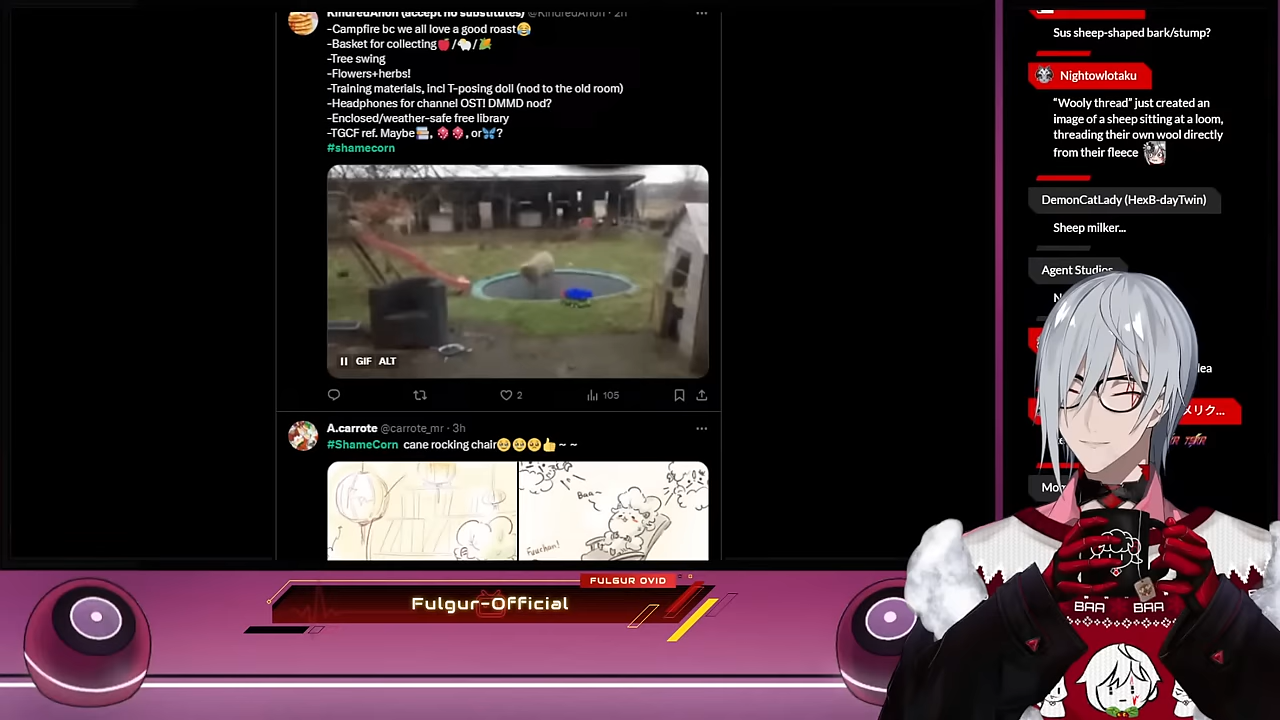 KindredAnon (accept no substitutes) @KindredAnon · 2h
-Campfire bc we all love a good roast😂
-Basket for collecting🍎/🐑/🌽
-Tree swing
-Flowers+herbs!
-Training materials, incl T-posing doll (nod to the old room)
-Headphones for channel OST! DMMD nod?
-Enclosed/weather-safe free library
-TGCF ref. Maybe📚, 🎲🎲, or🦋?
#shamecorn
GIF ALT
2
105
A.carrote @carrote_mr · 3h
#ShameCorn cane rocking chair🥺🥺🥺👍~ ~
Baa~
Fuuchan!
FULGUR OVID
Fulgur-Official
Sus sheep-shaped bark/stump?
Nightowlotaku
“Wooly thread” just created an
image of a sheep sitting at a loom,
threading their own wool directly
from their fleece
DemonCatLady (HexB-dayTwin)
Sheep milker...
Agent Studios
メリク...
BAA BAA